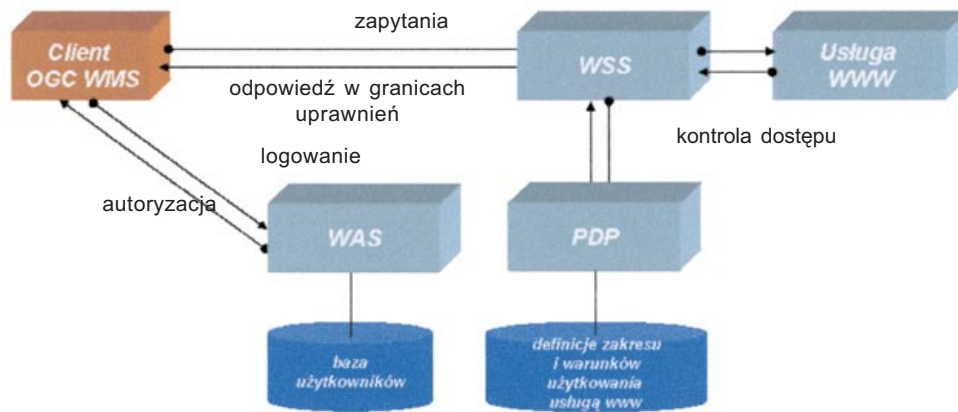 zapytania
Client
OGC WMS
WSS
Usługa
WWW
odpowiedź w granicach
uprawnień
kontrola dostępu
logowanie
autoryzacja
WAS
PDP
baza
użytkowników
definicje zakresu
i warunków
użytkowania
usługą www